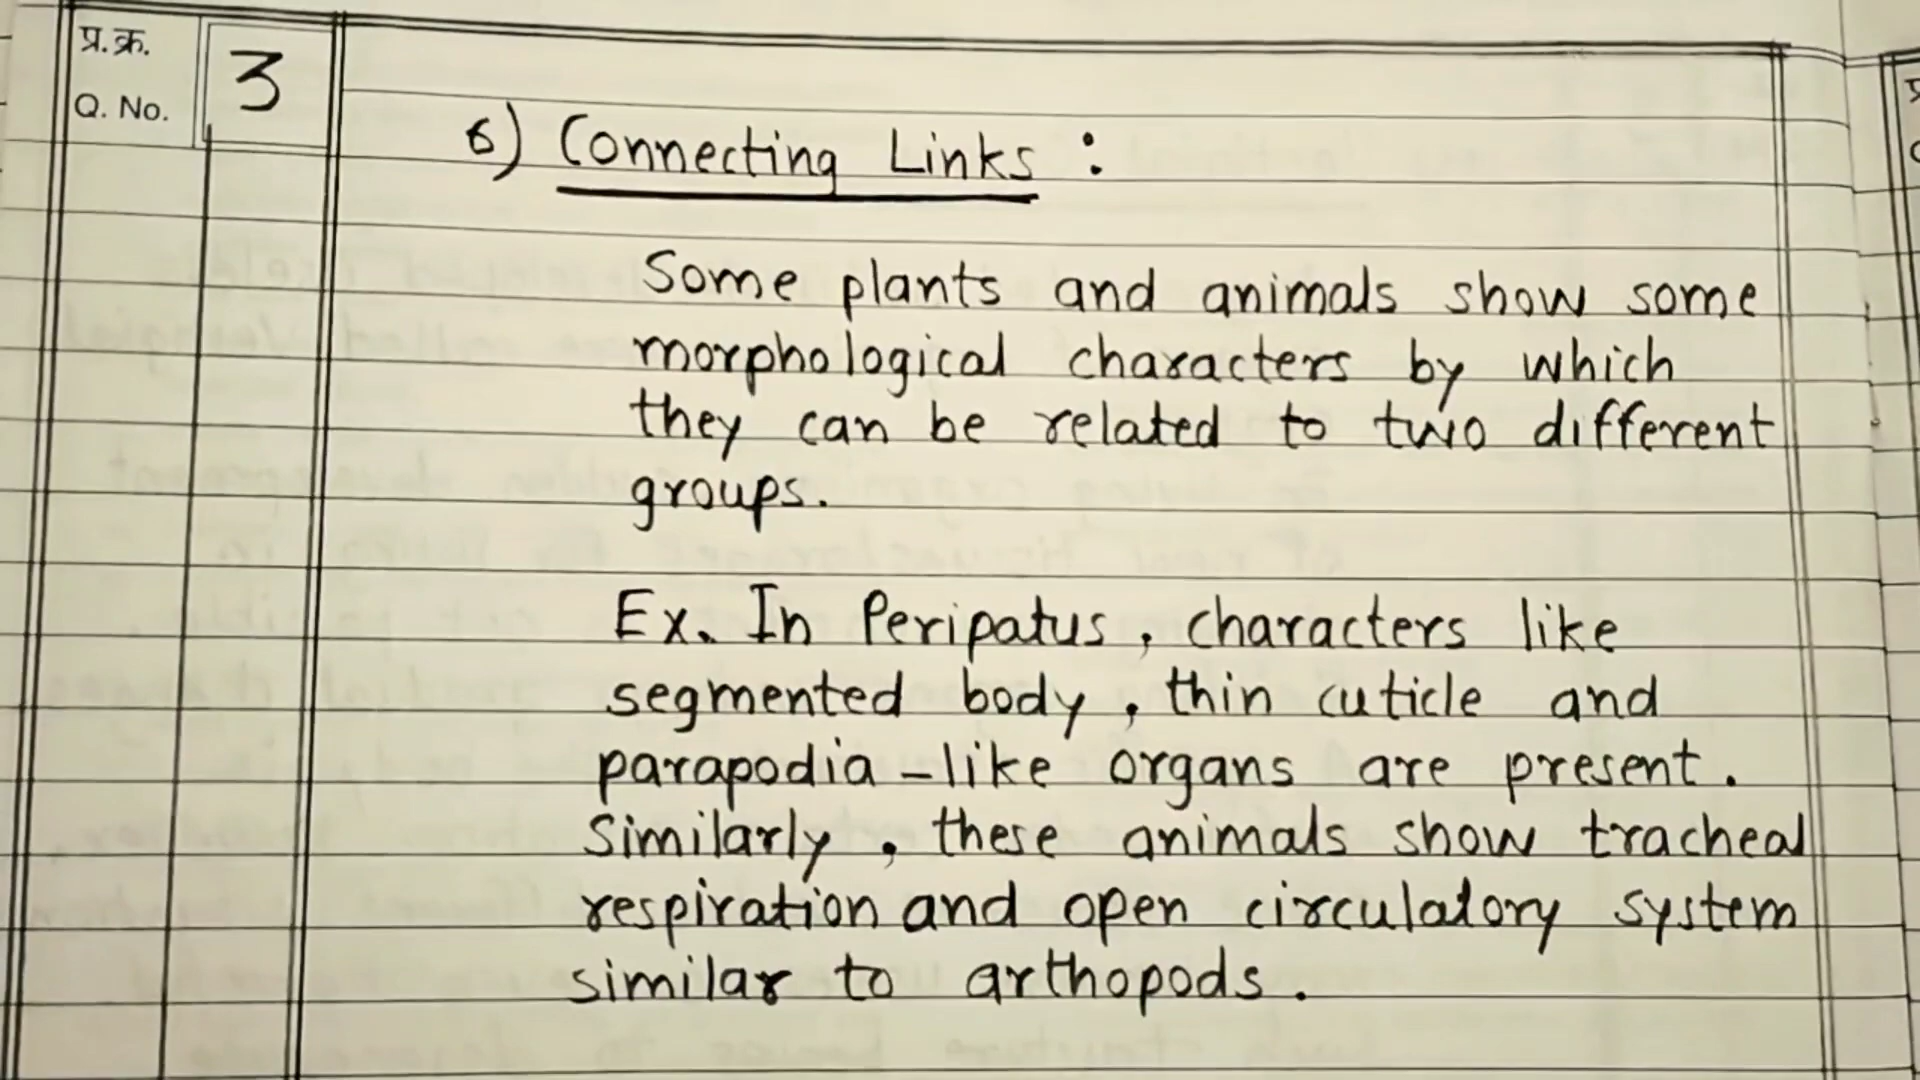 प्र.क्र.
Q. No.
3
6) Connecting Links :
Some plants and animals show some
morphological characters by which
they can be related to two different
groups.
Ex. In Peripatus, characters like
segmented body, thin cuticle and
parapodia-like organs are present.
Similarly, these animals show tracheal
respiration and open circulatory system
similar to arthopods.